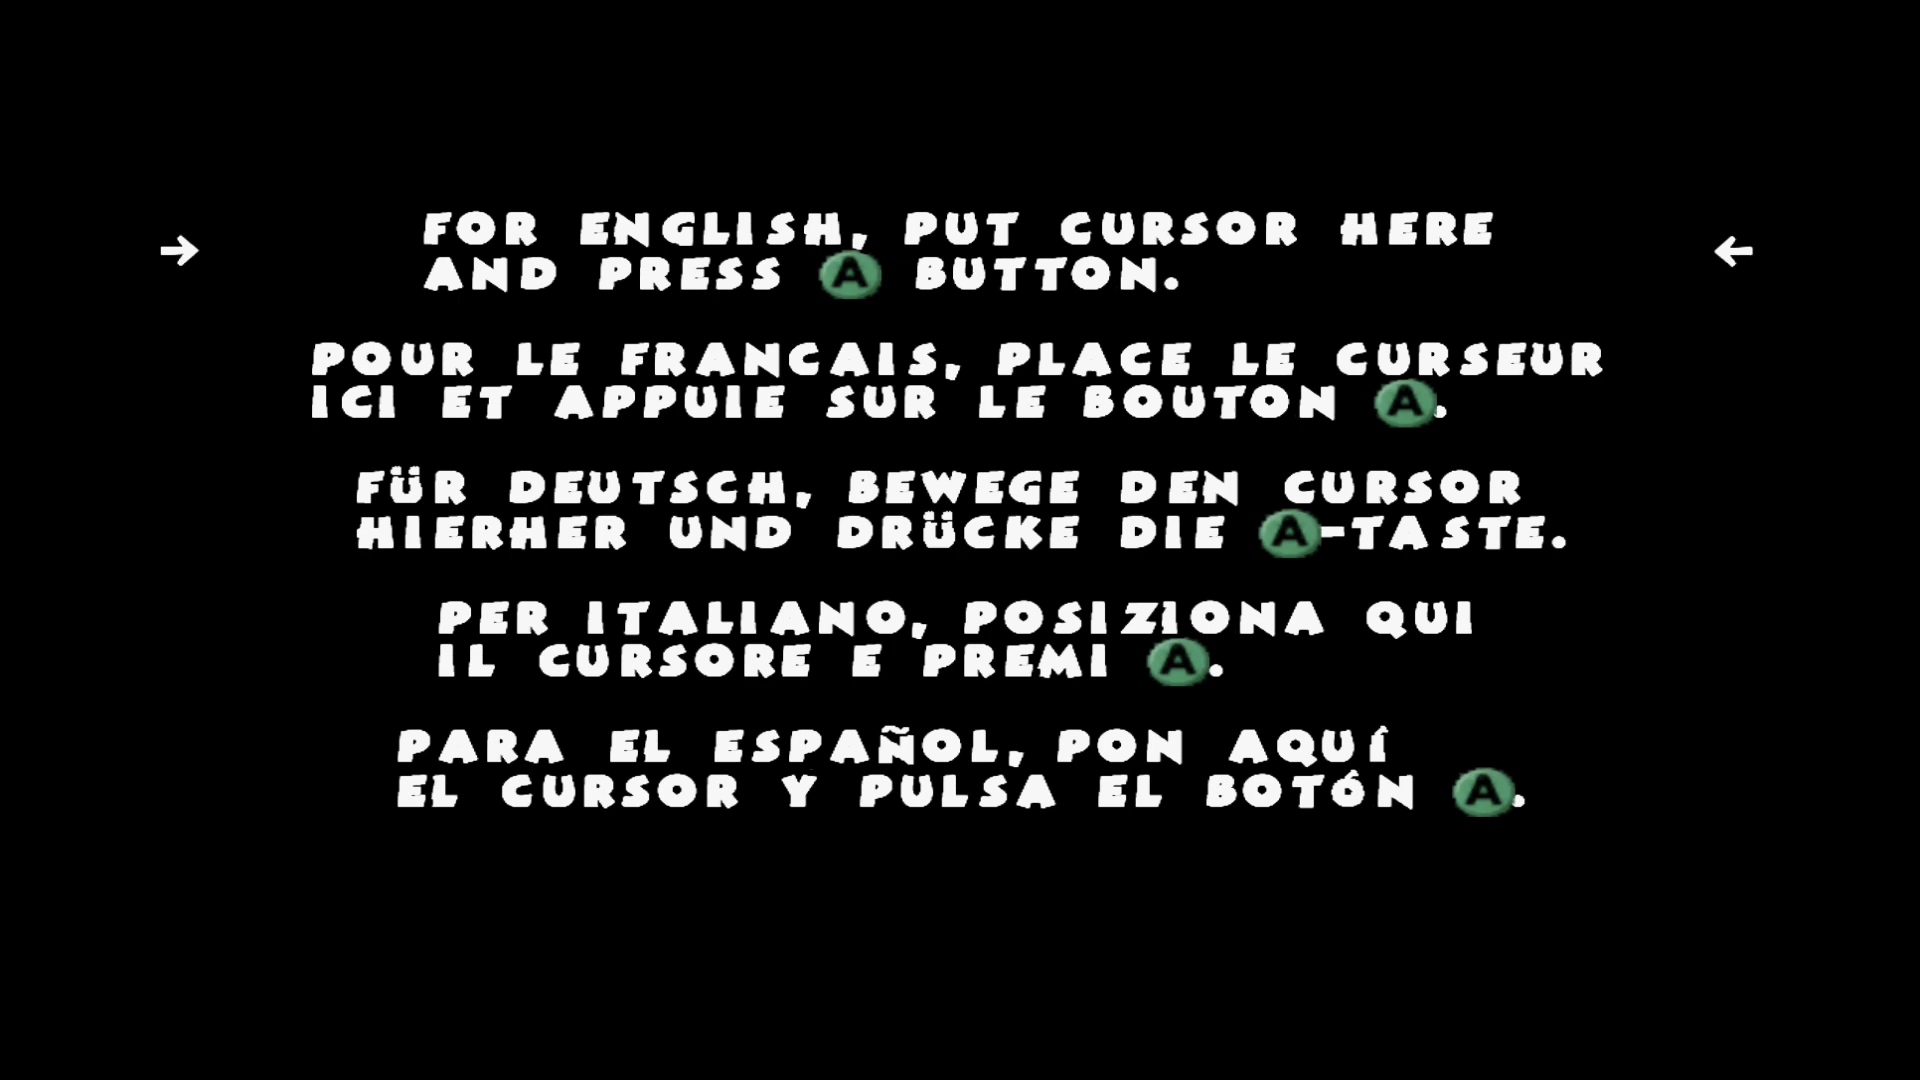 FOR ENGLISH, PUT CURSOR HERE
AND PRESS A BUTTON.
POUR LE FRANCAIS, PLACE LE CURSEUR
ICI ET APPUIE SUR LE BOUTON A.
FÜR DEUTSCH, BEWEGE DEN CURSOR
HIERHER UND DRÜCKE DIE A-TASTE.
PER ITALIANO, POSIZIONA QUI
IL CURSORE E PREMI A.
PARA EL ESPAÑOL, PON AQUÍ
EL CURSOR Y PULSA EL BOTÓN A.